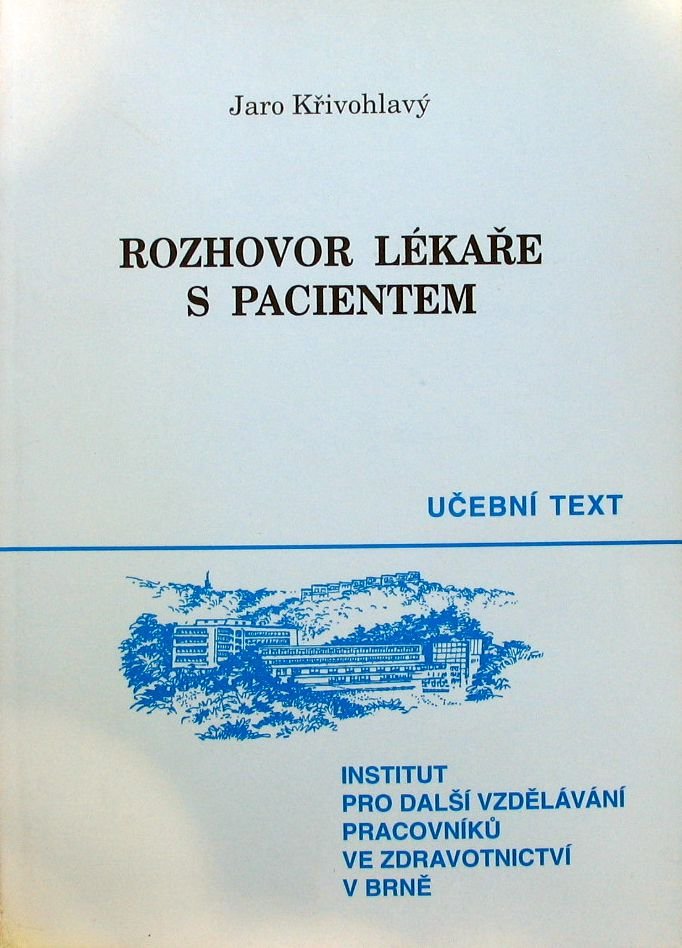 Jaro Křivohlavý
ROZHOVOR LÉKAŘE
S PACIENTEM
UČEBNÍ TEXT
INSTITUT
PRO DALŠÍ VZDĚLÁVÁNÍ
PRACOVNÍKŮ
VE ZDRAVOTNICTVÍ
V BRNĚ